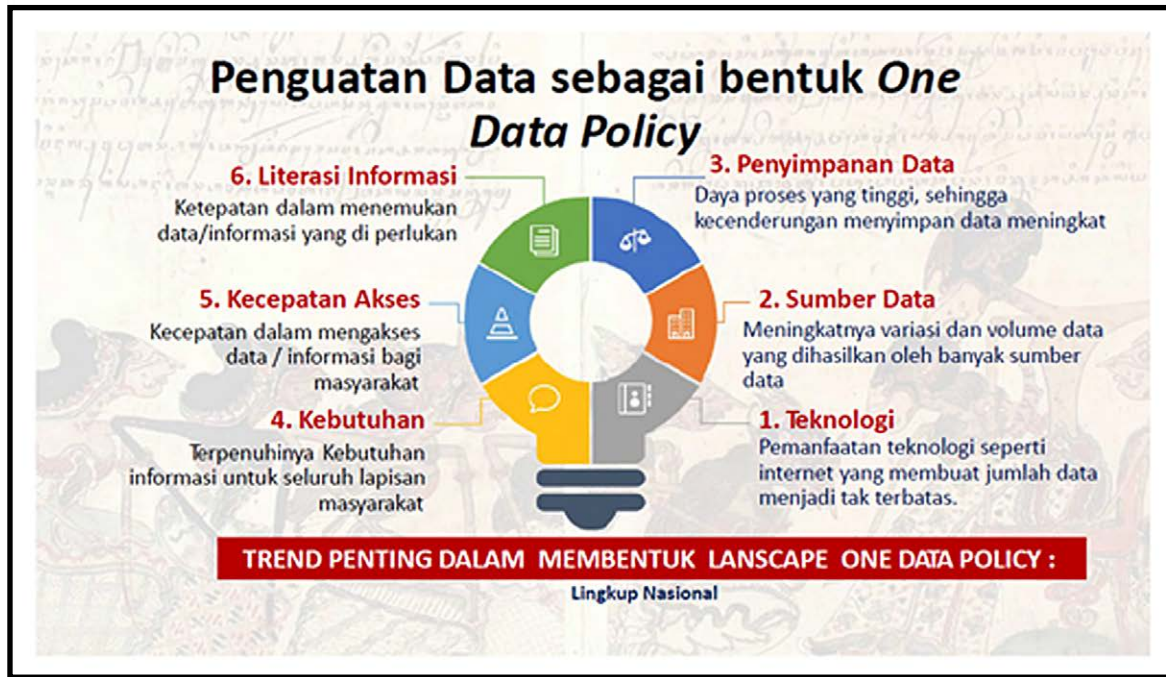 Penguatan Data sebagai bentuk One
Data Policy
6. Literasi Informasi
Ketepatan dalam menemukan
data/informasi yang di perlukan
5. Kecepatan Akses
Kecepatan dalam mengakses
data / informasi bagi
masyarakat
4. Kebutuhan
Terpenuhinya Kebutuhan
informasi untuk seluruh lapisan
masyarakat
3. Penyimpanan Data
Daya proses yang tinggi, sehingga
kecenderungan menyimpan data meningkat
2. Sumber Data
Meningkatnya variasi dan volume data
yang dihasilkan oleh banyak sumber
data
1. Teknologi
Pemanfaatan teknologi seperti
internet yang membuat jumlah data
menjadi tak terbatas.
TREND PENTING DALAM MEMBENTUK LANSCAPE ONE DATA POLICY :
Lingkup Nasional